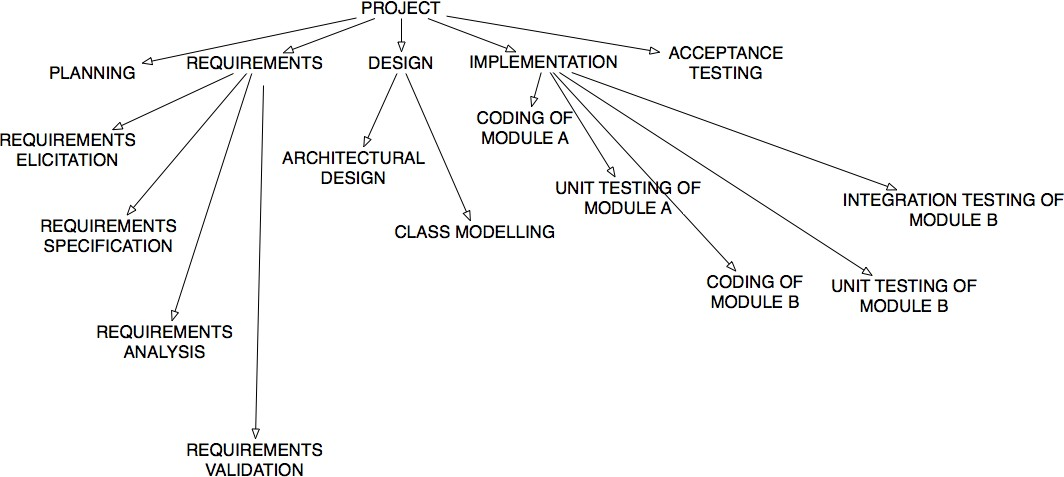 PROJECT
PLANNING
REQUIREMENTS
DESIGN
IMPLEMENTATION
ACCEPTANCE
TESTING
REQUIREMENTS
ELICITATION
REQUIREMENTS
SPECIFICATION
REQUIREMENTS
ANALYSIS
REQUIREMENTS
VALIDATION
ARCHITECTURAL
DESIGN
CLASS MODELLING
CODING OF
MODULE A
UNIT TESTING OF
MODULE A
CODING OF
MODULE B
UNIT TESTING OF
MODULE B
INTEGRATION TESTING OF
MODULE B